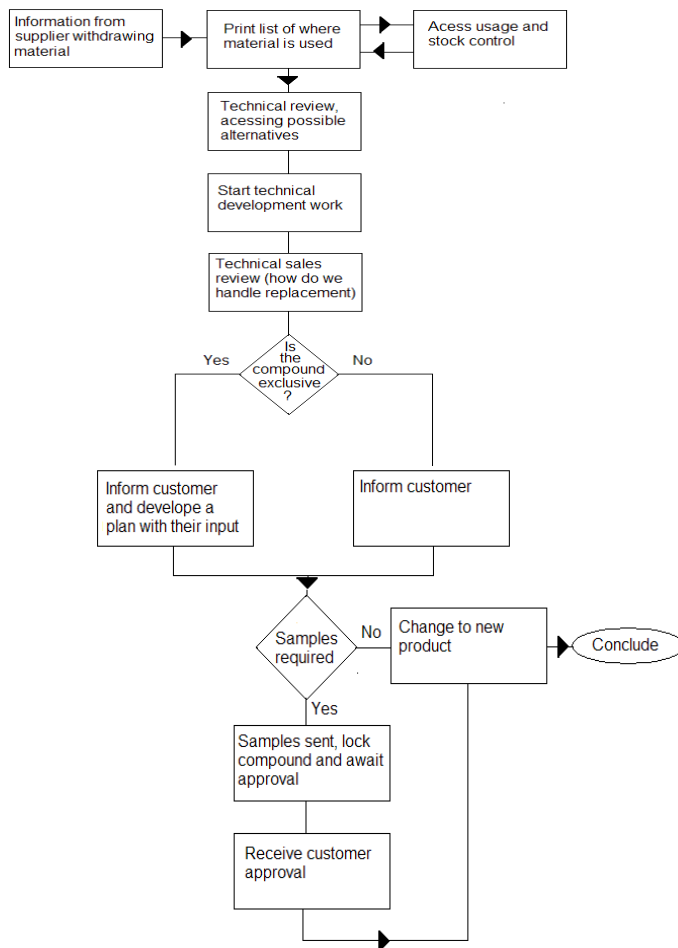 Information from
supplier withdrawing
material
Print list of where
material is used
Acess usage and
stock control
Technical review,
acessing possible
alternatives
Start technical
development work
Technical sales
review (how do we
handle replacement)
Is
the
compound
exclusive
?
Yes
No
Inform customer
and develope a
plan with their input
Inform customer
Samples
required
No
Change to new
product
Conclude
Yes
Samples sent, lock
compound and await
approval
Receive customer
approval